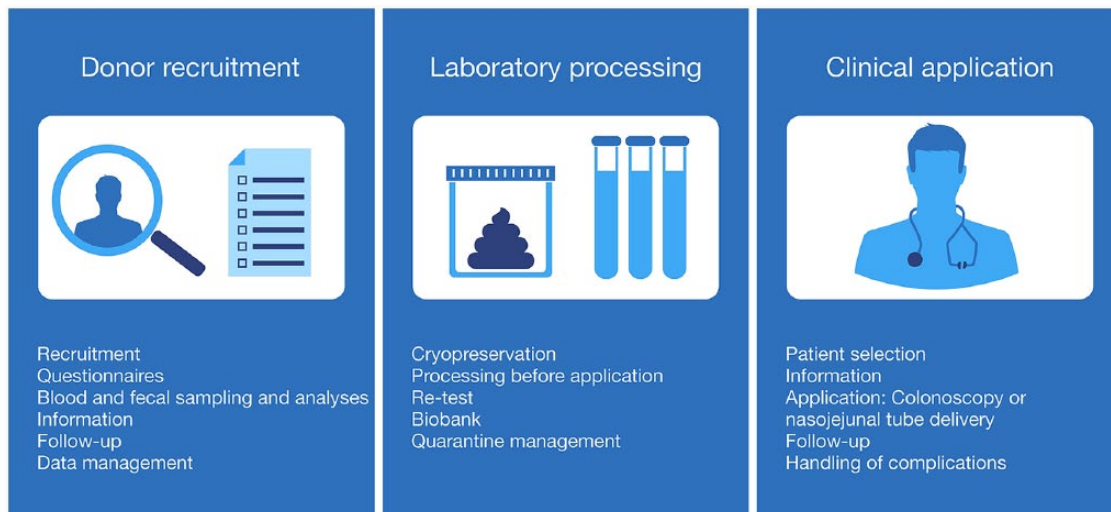 Donor recruitment
Recruitment
Questionnaires
Blood and fecal sampling and analyses
Information
Follow-up
Data management
Laboratory processing
Cryopreservation
Processing before application
Re-test
Biobank
Quarantine management
Clinical application
Patient selection
Information
Application: Colonoscopy or
nasojejunal tube delivery
Follow-up
Handling of complications